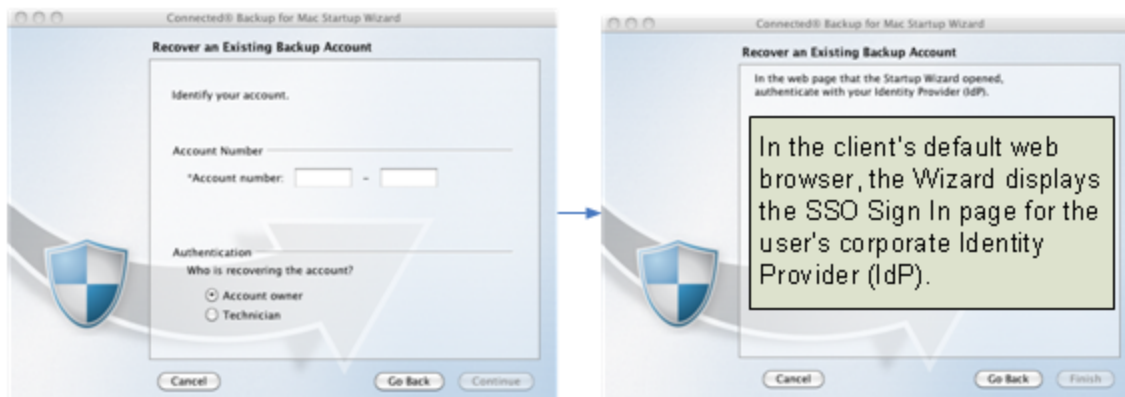 Connected® Backup for Mac Startup Wizard
Recover an Existing Backup Account
Identify your account.
Account Number
*Account number:
-
Authentication
Who is recovering the account?
Account owner
Technician
Cancel
Go Back
Continue
Connected® Backup for Mac Startup Wizard
Recover an Existing Backup Account
In the web page that the Startup Wizard opened,
authenticate with your Identity Provider (IdP).
In the client's default web
browser, the Wizard displays
the SSO Sign In page for the
user's corporate Identity
Provider (IdP).
Cancel
Go Back
Finish